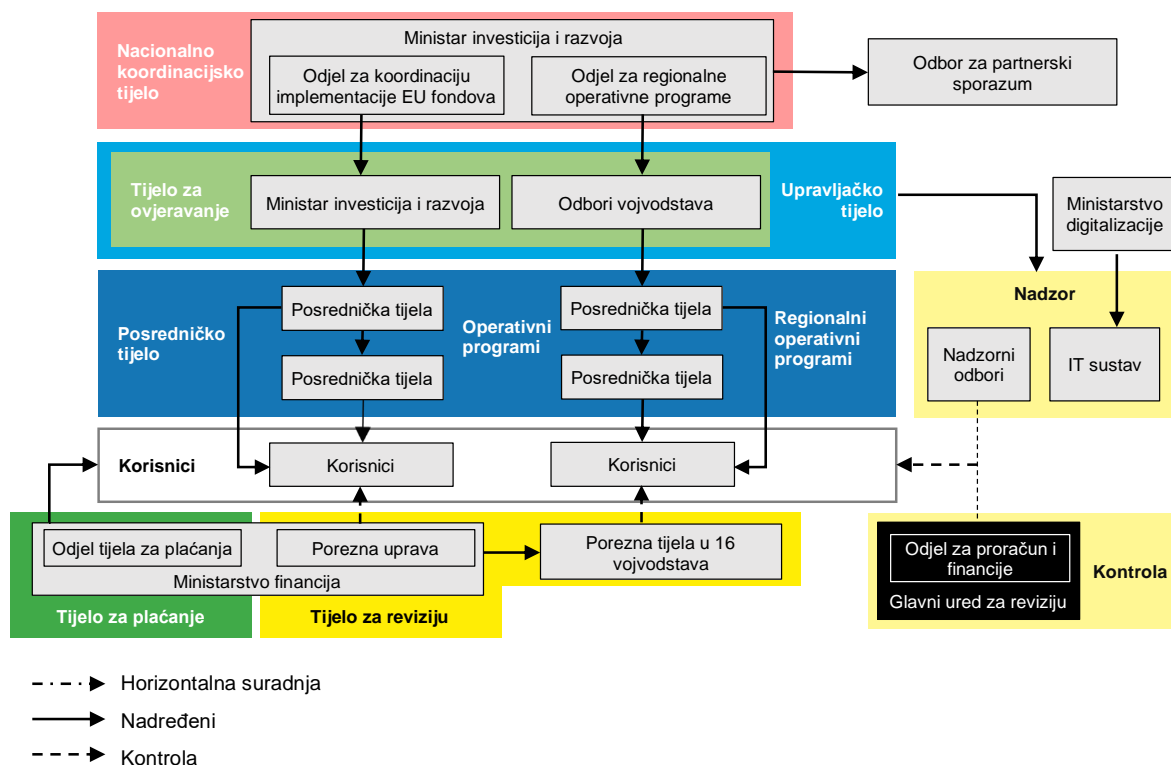 Nacionalno
koordinacijsko
tijelo
Ministar investicija i razvoja
Odjel za koordinaciju
implementacije EU fondova
Odjel za regionalne
operativne programe
Odbor za partnerski
sporazum
Tijelo za
ovjeravanje
Ministar investicija i razvoja
Odbori vojvodstava
Upravljačko
tijelo
Ministarstvo
digitalizacije
Posredničko
tijelo
Posrednička tijela
Posrednička tijela
Operativni
programi
Posrednička tijela
Posrednička tijela
Regionalni
operativni
programi
Nadzor
Nadzorni
odbori
IT sustav
Korisnici
Korisnici
Korisnici
Odjel tijela za plaćanja
Porezna uprava
Ministarstvo financija
Porezna tijela u 16
vojvodstava
Tijelo za plaćanje
Tijelo za reviziju
Odjel za proračun i
financije
Glavni ured za reviziju
Kontrola
Horizontalna suradnja
Nadređeni
Kontrola